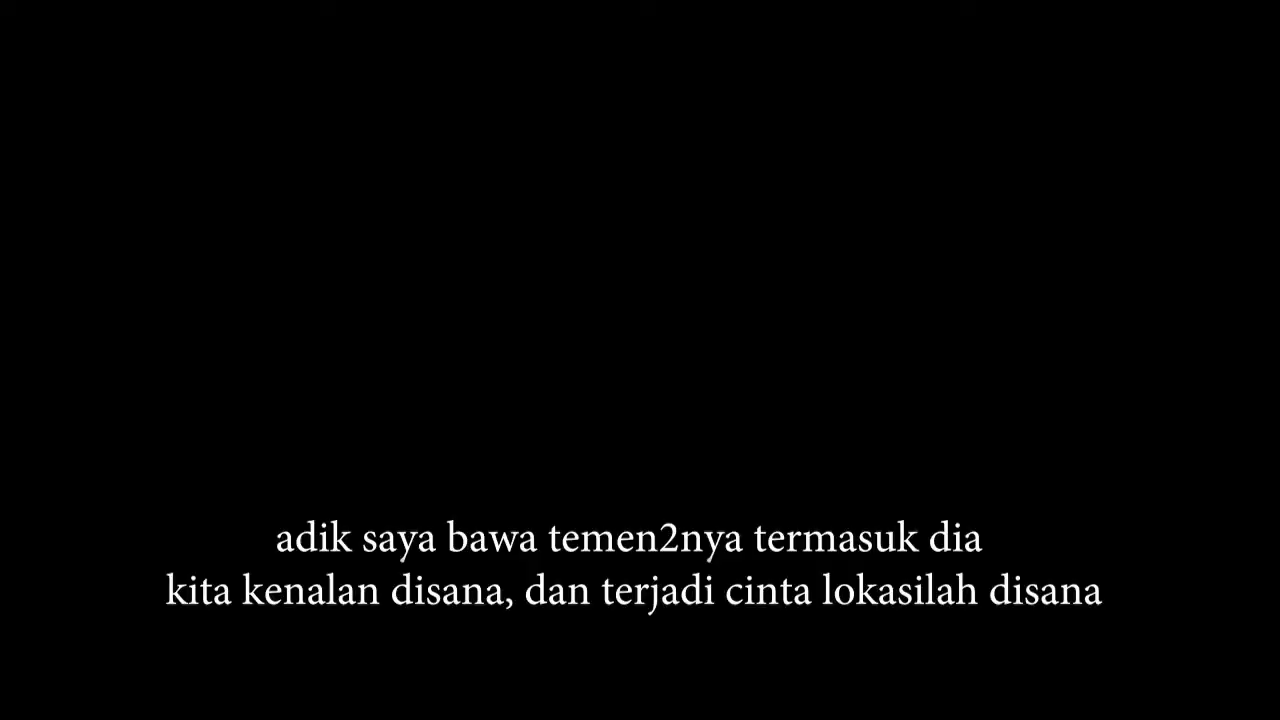 adik saya bawa temen2nya termasuk dia
kita kenalan disana, dan terjadi cinta lokasilah disana